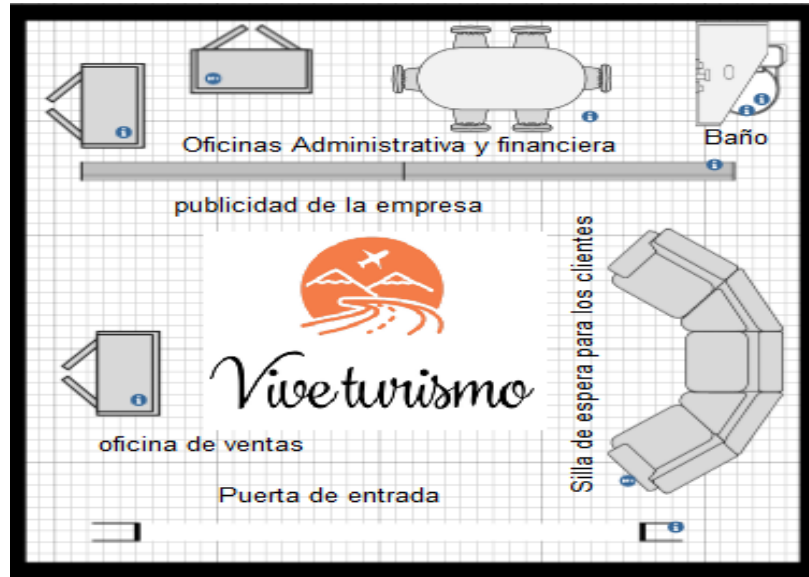 Oficinas Administrativa y financiera
Baño
publicidad de la empresa
Silla de espera para los clientes
Vive turismo
oficina de ventas
Puerta de entrada